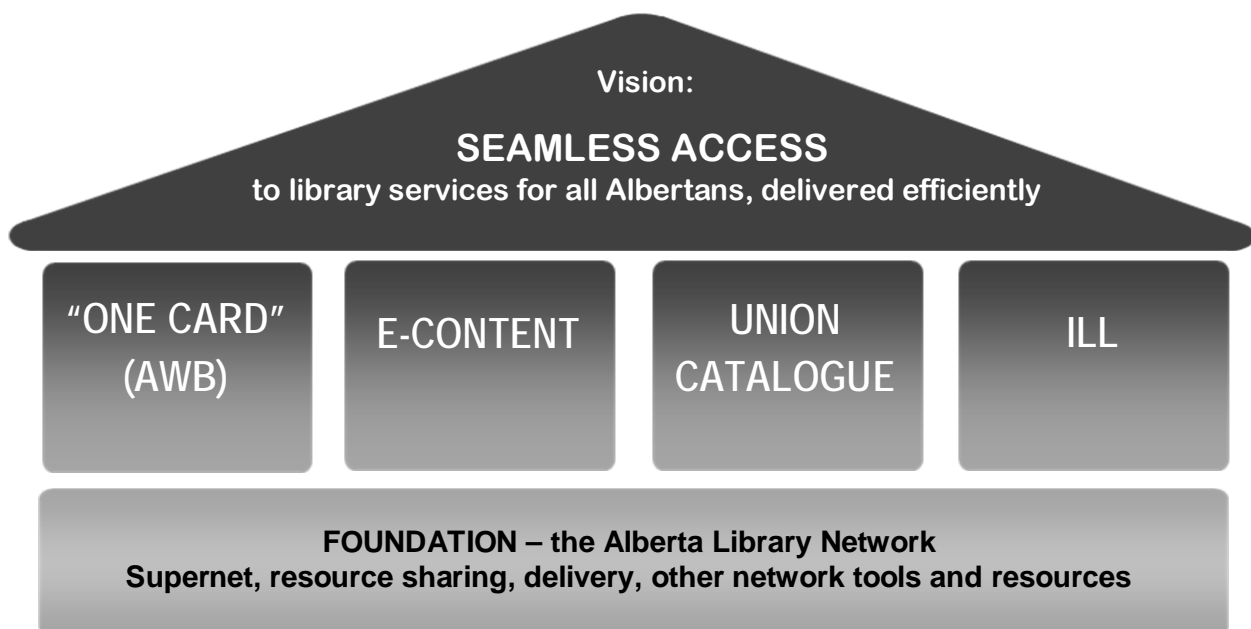 Vision:
SEAMLESS ACCESS
to library services for all Albertans, delivered efficiently
“ONE CARD”
(AWB)
E-CONTENT
UNION
CATALOGUE
ILL
FOUNDATION – the Alberta Library Network
Supernet, resource sharing, delivery, other network tools and resources